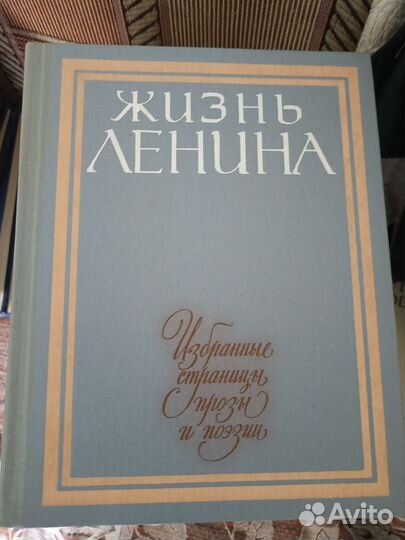 ЖИЗНЬ
ЛЕНИНА
Избранные
страницы
прозы
и поэзии
Avito